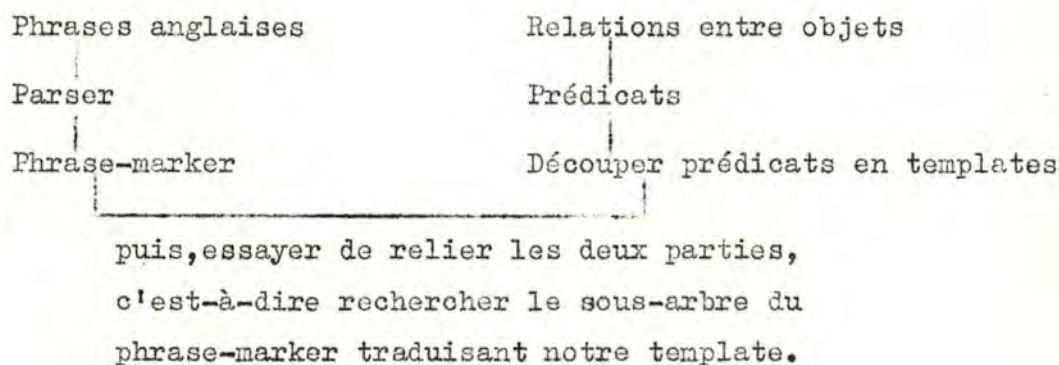 Phrases anglaises Relations entre objets
Parser Prédicats
Phrase-marker Découper prédicats en templates
puis,essayer de relier les deux parties,
c'est-à-dire rechercher le sous-arbre du
phrase-marker traduisant notre template.